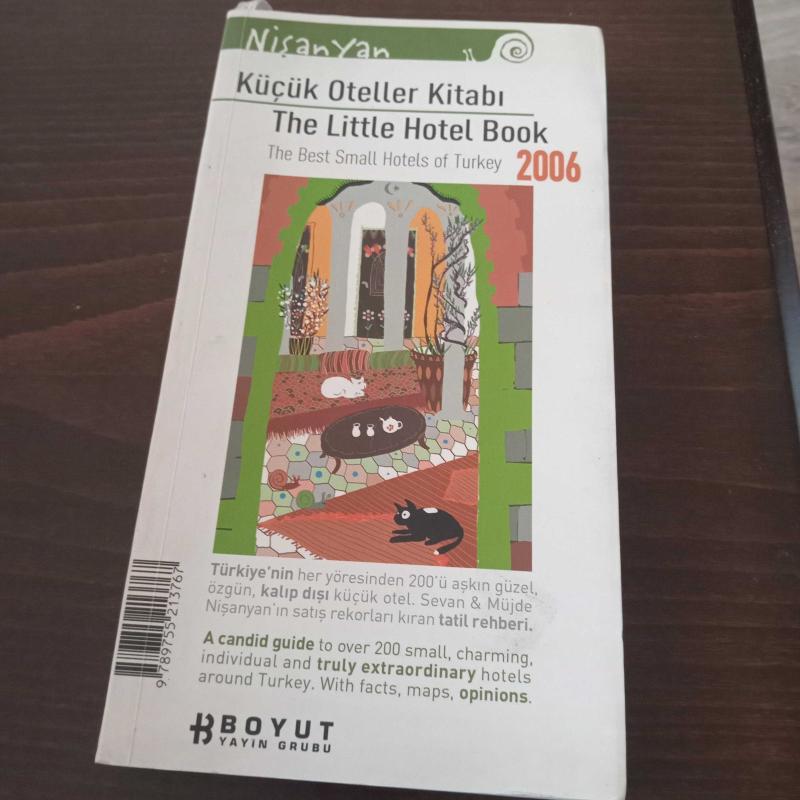 Nişanyan
Küçük Oteller Kitabı
The Little Hotel Book
The Best Small Hotels of Turkey 2006
Türkiye'nin her yöresinden 200'ü aşkın güzel,
özgün, kalıp dışı küçük otel. Sevan & Müjde
Nişanyan'ın satış rekorları kıran tatil rehberi.
A candid guide to over 200 small, charming,
individual and truly extraordinary hotels
around Turkey. With facts, maps, opinions.
9 789755 213767
BOYUT
YAYIN GRUBU